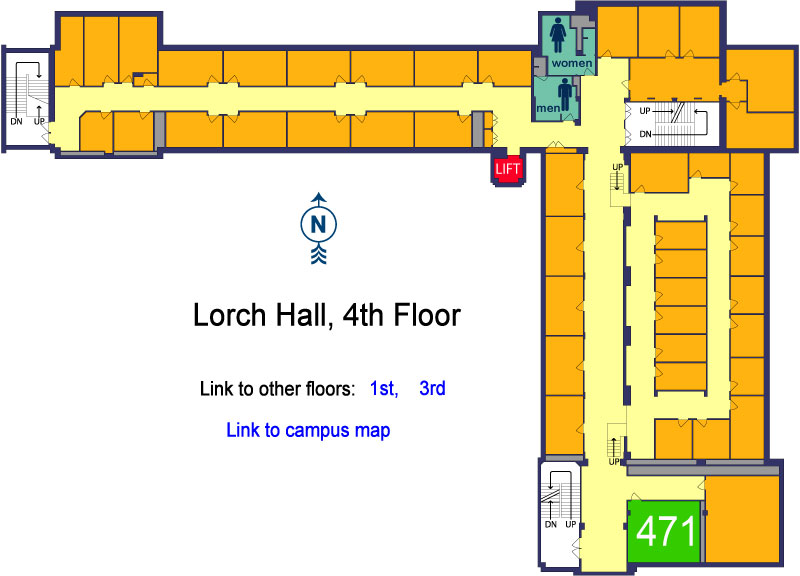 women
men
DN UP
UP
DN
LIFT
UP
N
Lorch Hall, 4th Floor
Link to other floors: 1st, 3rd
Link to campus map
UP
DN UP
471